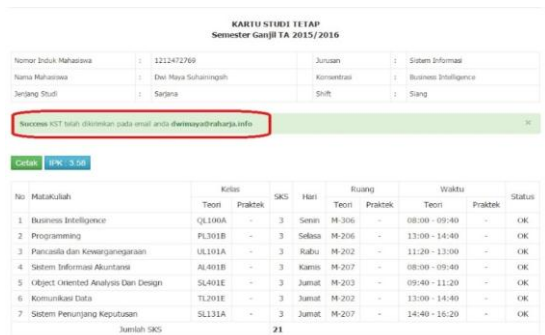 KARTU STUDI TETAP
Semester Ganjil TA 2015/2016
Nomor Induk Mahasiswa : 1212472769 Jurusan : Sistem Informasi
Nama Mahasiswa : Dwi Maya Suhainingsih Konsentrasi : Business Intelligence
Jenjang Studi : Sarjana Shift : Siang
Success KST telah dikirimkan pada email anda dwimaya@raharja.info ×
Cetak IPK : 3.58
No MataKuliah Kelas SKS Hari Ruang Waktu Status
Teori Praktek Teori Praktek Teori Praktek
1 Business Intelligence QL100A - 3 Senin M-306 - 08:00 - 09:40 - OK
2 Programming PL301B - 3 Selasa M-206 - 13:00 - 14:40 - OK
3 Pancasila dan Kewarganegaraan UL101A - 3 Rabu M-202 - 11:20 - 13:00 - OK
4 Sistem Informasi Akuntansi AL401B - 3 Kamis M-207 - 08:00 - 09:40 - OK
5 Object Oriented Analysis Dan Design SL401E - 3 Jumat M-203 - 09:40 - 11:20 - OK
6 Komunikasi Data TL201E - 3 Jumat M-202 - 13:00 - 14:40 - OK
7 Sistem Penunjang Keputusan SL131A - 3 Jumat M-207 - 14:40 - 16:20 - OK
Jumlah SKS 21